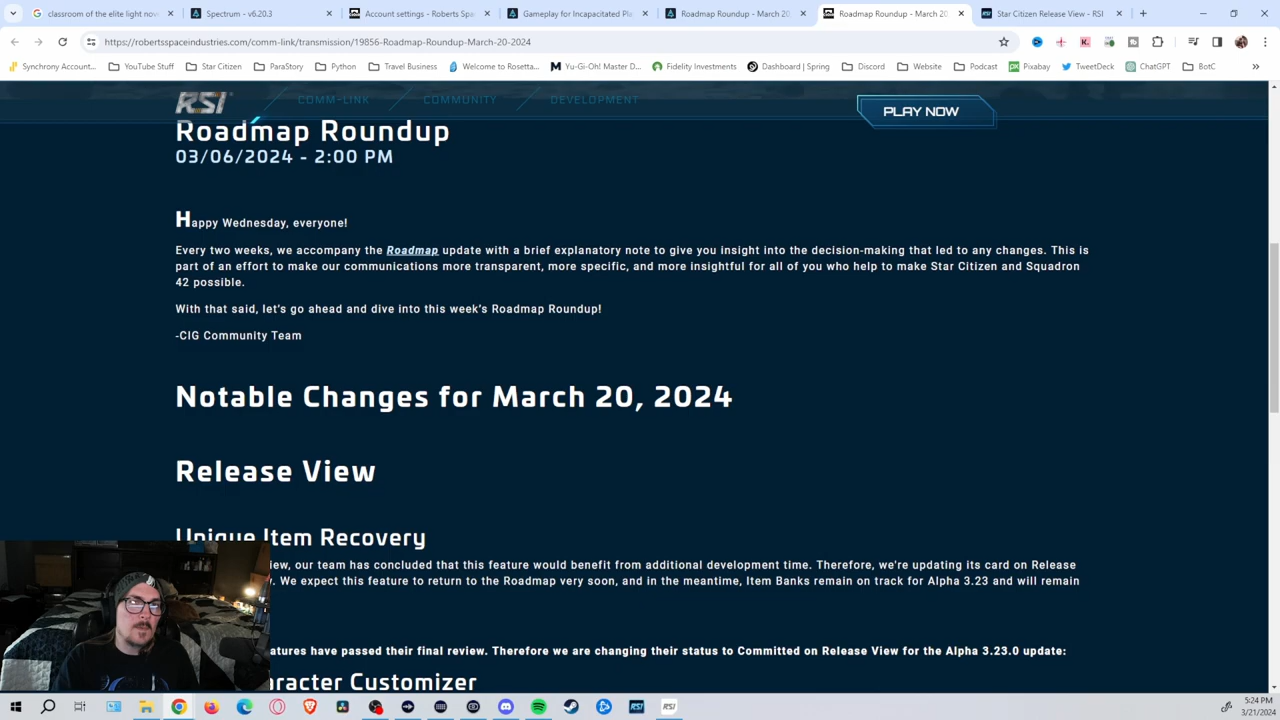 classroom of the elite light nov
Spectrum - v6.20.3
Account settings - Roberts Spa
Gameplay for Incapacitated Pla
Roadmap Roundup - March 20
Roadmap Roundup - March 20
Star Citizen Release View - RSI
https://robertsspaceindustries.com/comm-link/transmission/19856-Roadmap-Roundup-March-20-2024
Synchrony Account...
YouTube Stuff
Star Citizen
ParaStory
Python
Travel Business
Welcome to Rosetta...
Yu-Gi-Oh! Master D...
Fidelity Investments
Dashboard | Spring
Discord
Website
Podcast
Pixabay
TweetDeck
ChatGPT
BotC
RSI
COMM-LINK
COMMUNITY
DEVELOPMENT
PLAY NOW
Roadmap Roundup
03/06/2024 - 2:00 PM
Happy Wednesday, everyone!
Every two weeks, we accompany the Roadmap update with a brief explanatory note to give you insight into the decision-making that led to any changes. This is
part of an effort to make our communications more transparent, more specific, and more insightful for all of you who help to make Star Citizen and Squadron
42 possible.
With that said, let's go ahead and dive into this week's Roadmap Roundup!
-CIG Community Team
Notable Changes for March 20, 2024
Release View
Unique Item Recovery
iew, our team has concluded that this feature would benefit from additional development time. Therefore, we're updating its card on Release
. We expect this feature to return to the Roadmap very soon, and in the meantime, Item Banks remain on track for Alpha 3.23 and will remain
atures have passed their final review. Therefore we are changing their status to Committed on Release View for the Alpha 3.23.0 update:
aracter Customizer
5:24 PM
3/21/2024